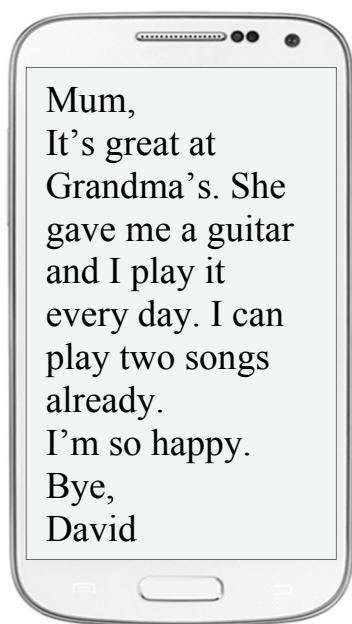 Mum,
It's great at
Grandma's. She
gave me a guitar
and I play it
every day. I can
play two songs
already.
I'm so happy.
Bye,
David